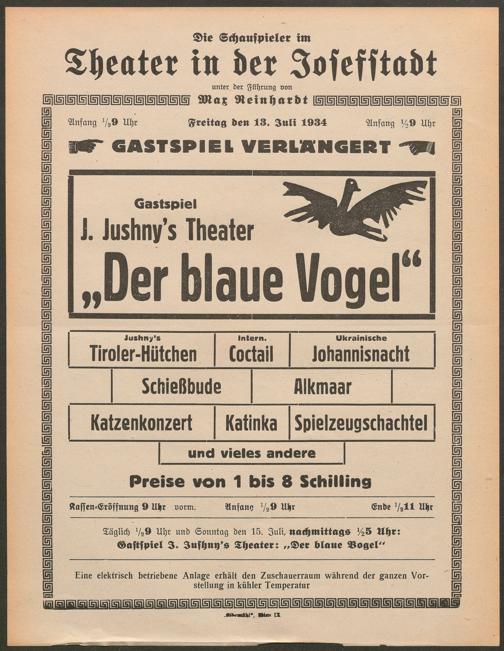 Die Schauspieler im
Theater in der Josefstadt
unter der Führung von
Max Reinhardt
Anfang ½9 Uhr Freitag den 13. Juli 1934 Anfang ½9 Uhr
GASTSPIEL VERLÄNGERT
Gastspiel
J. Jushny's Theater
„Der blaue Vogel“
Jushny's Intern. Ukrainische
Tiroler-Hütchen Coctail Johannisnacht
Schießbude Alkmaar
Katzenkonzert Katinka Spielzeugschachtel
und vieles andere
Preise von 1 bis 8 Schilling
Kassen-Eröffnung 9 Uhr vorm. Anfang ½9 Uhr Ende ½11 Uhr
Täglich ½9 Uhr und Sonntag den 15. Juli, nachmittags ½5 Uhr:
Gastspiel J. Jushny's Theater: „Der blaue Vogel“
Eine elektrisch betriebene Anlage erhält den Zuschauerraum während der ganzen Vor-
stellung in kühler Temperatur
Wien IX.